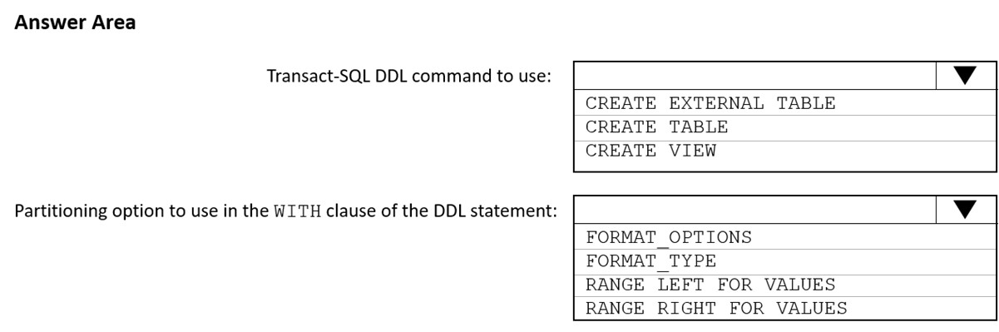 Answer Area
Transact-SQL DDL command to use:
CREATE EXTERNAL TABLE
CREATE TABLE
CREATE VIEW
Partitioning option to use in the WITH clause of the DDL statement:
FORMAT_OPTIONS
FORMAT_TYPE
RANGE LEFT FOR VALUES
RANGE RIGHT FOR VALUES